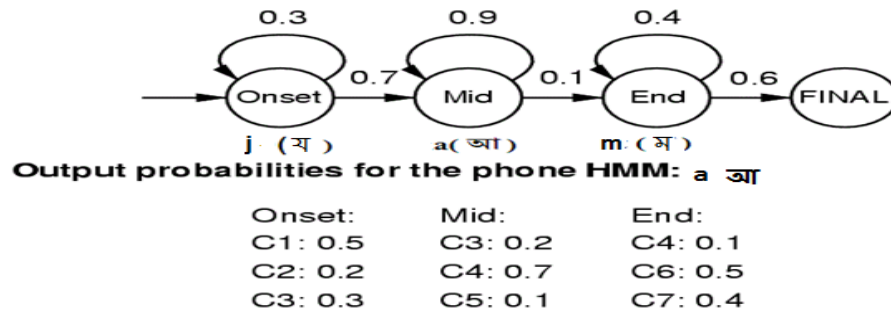 0.3 0.9 0.4
0.7 0.1 0.6
Onset Mid End FINAL
j (য) a(আ) m (ম)
Output probabilities for the phone HMM: a আ
Onset: Mid: End:
C1: 0.5 C3: 0.2 C4: 0.1
C2: 0.2 C4: 0.7 C6: 0.5
C3: 0.3 C5: 0.1 C7: 0.4